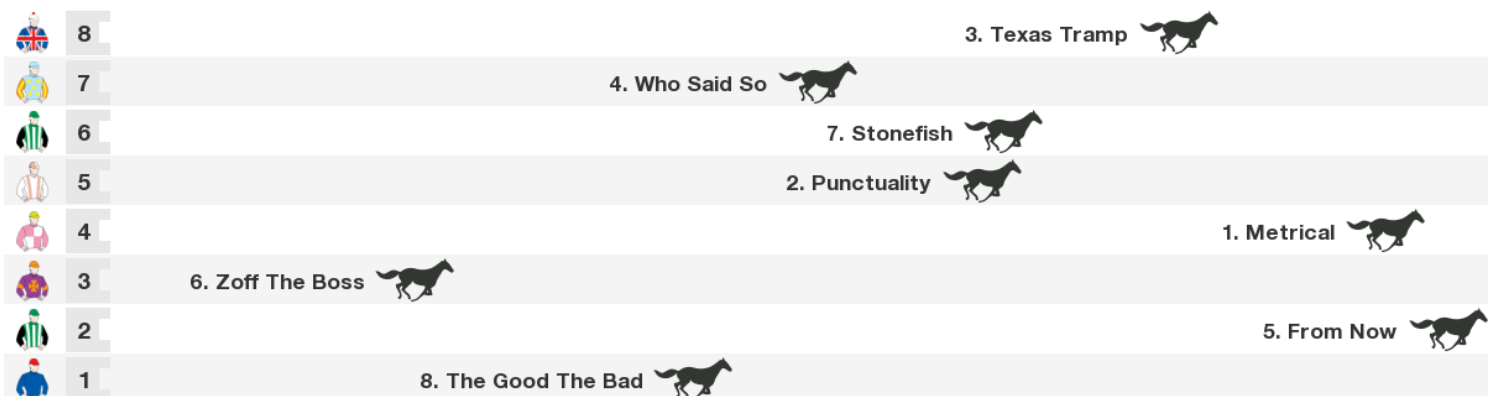 8 3. Texas Tramp
7 4. Who Said So
6 7. Stonefish
5 2. Punctuality
4 1. Metrical
3 6. Zoff The Boss
2 5. From Now
1 8. The Good The Bad